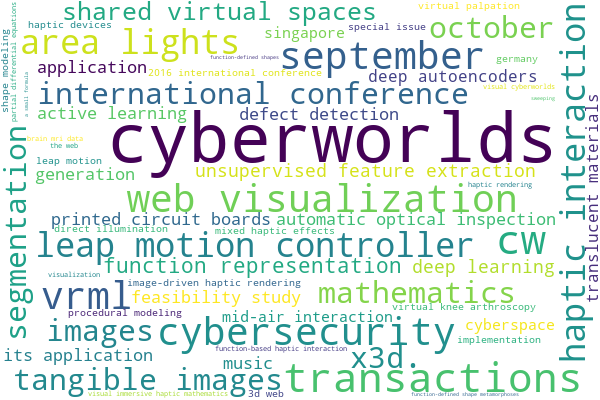 haptic devices
shared virtual spaces
virtual palpation
special issue
singapore
october
area lights
function-defined shapes
september
application
2016 international conference
germany
deep autoencoders
visual cyberworlds
international conference
sweeping
active learning
defect detection
cyberworlds
brain mri data
the web
leap motion
generation
unsupervised feature extraction
haptic rendering
web visualization
printed circuit boards
automatic optical inspection
direct illumination
mixed haptic effects
leap motion controller
cw
function representation
deep learning
visualization
image-driven haptic rendering
vrml
feasibility study
mathematics
procedural modeling
mid-air interaction
virtual knee arthroscopy
images
cybersecurity
cyberspace
implementation
its application
function-based haptic interaction
music
x3d.
tangible images
transactions
visual immersive haptic mathematics
3d web
function-defined shape metamorphoses
shape modeling
partial differential equations
a small formula
segmentation
haptic interaction
translucent materials